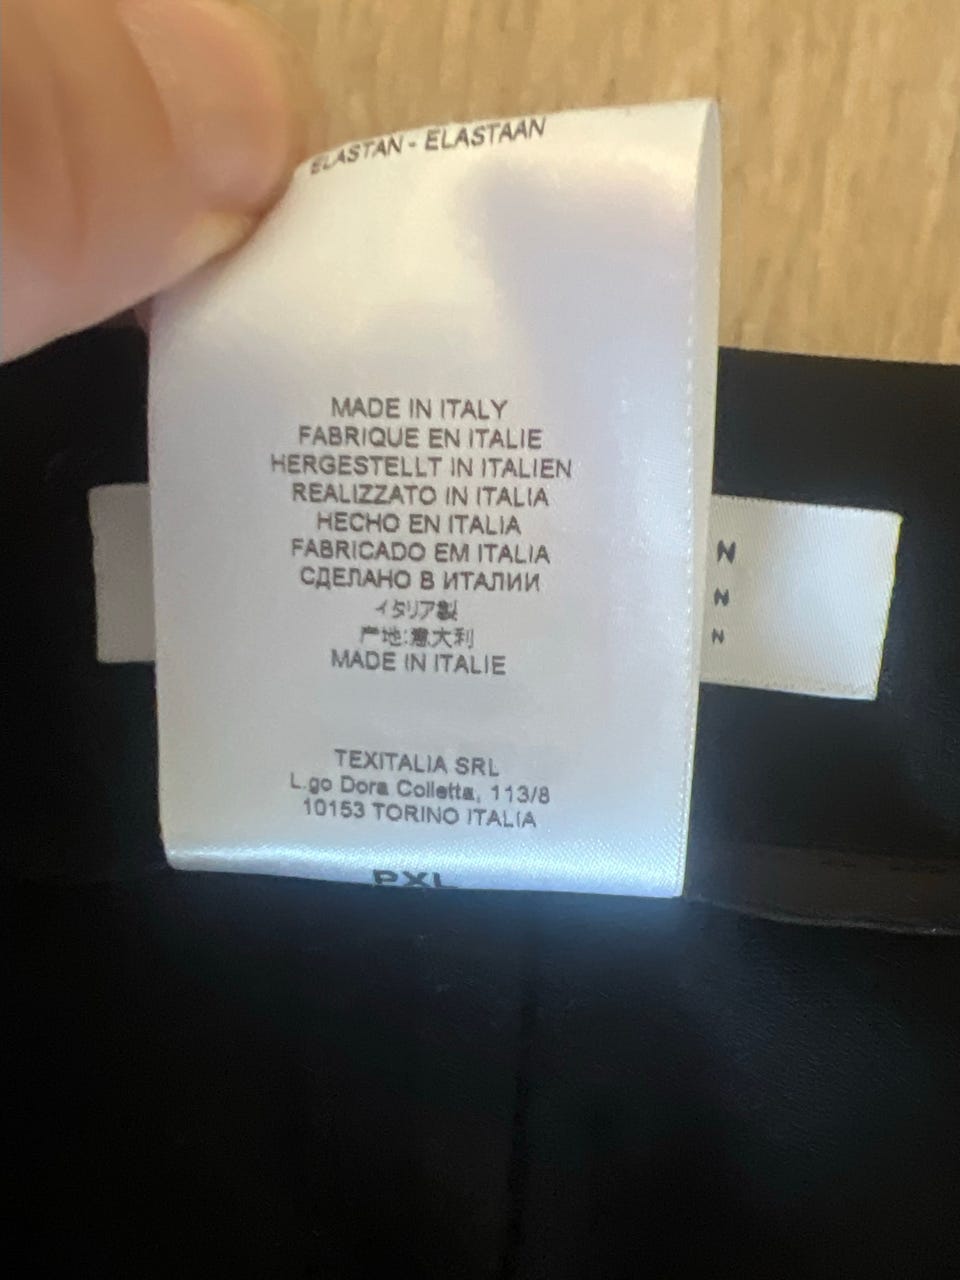 ELASTAN - ELASTAAN
MADE IN ITALY
FABRIQUE EN ITALIE
HERGESTELLT IN ITALIEN
REALIZZATO IN ITALIA
HECHO EN ITALIA
FABRICADO EM ITALIA
СДЕЛАНО В ИТАЛИИ
イタリア製
产地:意大利
MADE IN ITALIE
TEXITALIA SRL
L.go Dora Colletta, 113/8
10153 TORINO ITALIA
PXL
N
N
N